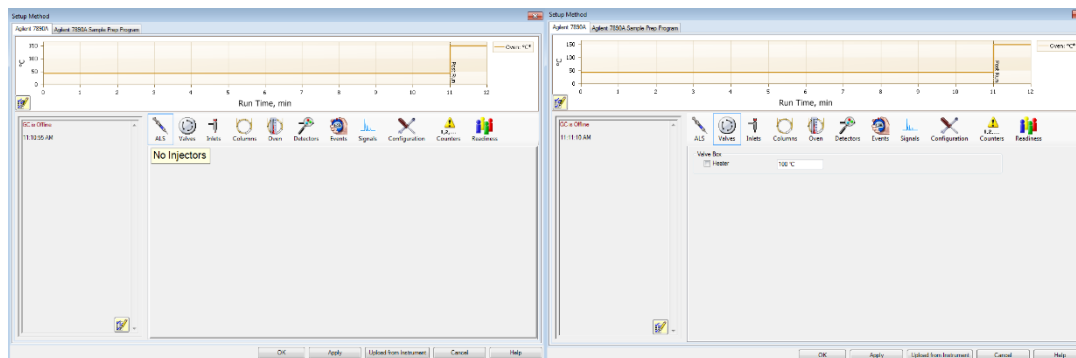 Setup Method
Agilent 7890A Agilent 7890A Sample Prep Program
150
100
50
0
°C
Oven: °C*
0 1 2 3 4 5 6 7 8 9 10 11 12
Run Time, min
GC is Offline
11:10:55 AM
ALS Valves Inlets Columns Oven Detectors Events Signals Configuration Counters Readiness
No Injectors
OK Apply Upload from Instrument Cancel Help
Setup Method
Agilent 7890A Agilent 7890A Sample Prep Program
150
100
50
0
°C
Post Run
Oven: °C*
0 1 2 3 4 5 6 7 8 9 10 11 12
Run Time, min
GC is Offline
11:11:10 AM
ALS Valves Inlets Columns Oven Detectors Events Signals Configuration Counters Readiness
Valve Box
Heater 100 °C
OK Apply Upload from Instrument Cancel Help